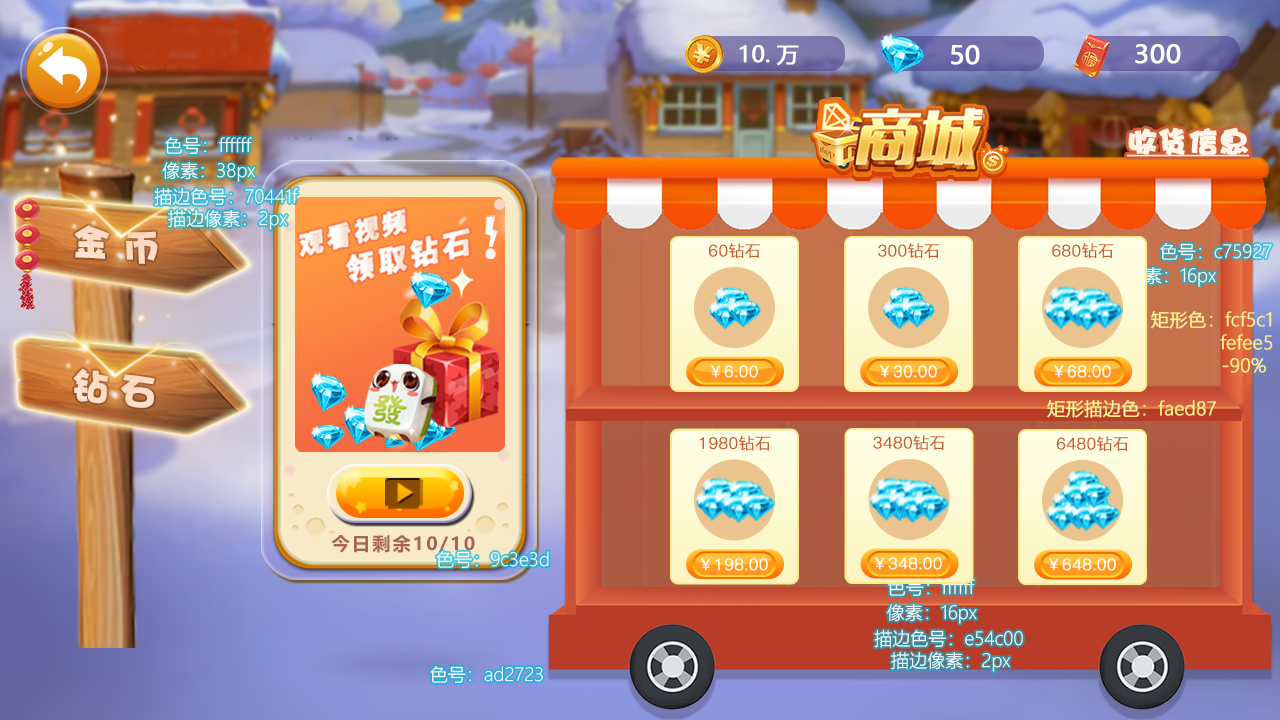 10.万
50
300
商城
收货信息
色号：ffffff
像素：38px
描边色号：70441f
描边像素：2px
金币
钻石
观看视频
领取钻石！
發
今日剩余10/10
色号：9c3e3d
色号：ad2723
60钻石
300钻石
680钻石
¥6.00
¥30.00
¥68.00
色号：c75927
素：16px
矩形色：fcf5c1
fefee5
-90%
矩形描边色：faed87
1980钻石
3480钻石
6480钻石
¥198.00
¥348.00
¥648.00
色号：ffffff
像素：16px
描边色号：e54c00
描边像素：2px